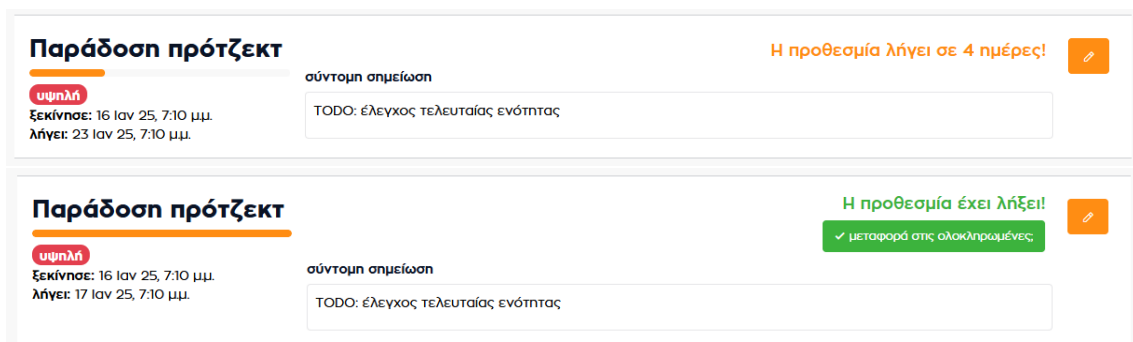 Παράδοση πρότζεκτ
Η προθεσμία λήγει σε 4 ημέρες!
υψηλή
ξεκίνησε: 16 Ιαν 25, 7:10 μ.μ.
λήγει: 23 Ιαν 25, 7:10 μ.μ.
σύντομη σημείωση
TODO: έλεγχος τελευταίας ενότητας
Παράδοση πρότζεκτ
Η προθεσμία έχει λήξει!
μεταφορά στις ολοκληρωμένες;
υψηλή
ξεκίνησε: 16 Ιαν 25, 7:10 μ.μ.
λήγει: 17 Ιαν 25, 7:10 μ.μ.
σύντομη σημείωση
TODO: έλεγχος τελευταίας ενότητας